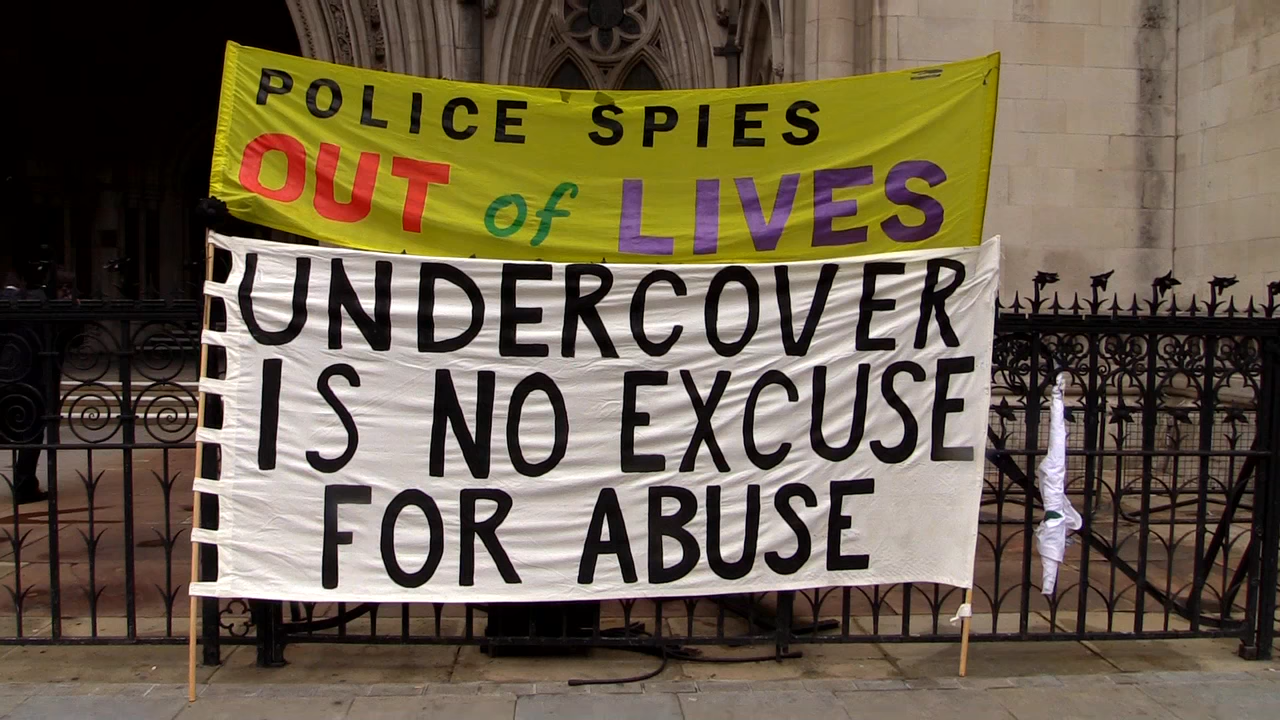 POLICE SPIES
OUT of LIVES
UNDERCOVER
IS NO EXCUSE
FOR ABUSE